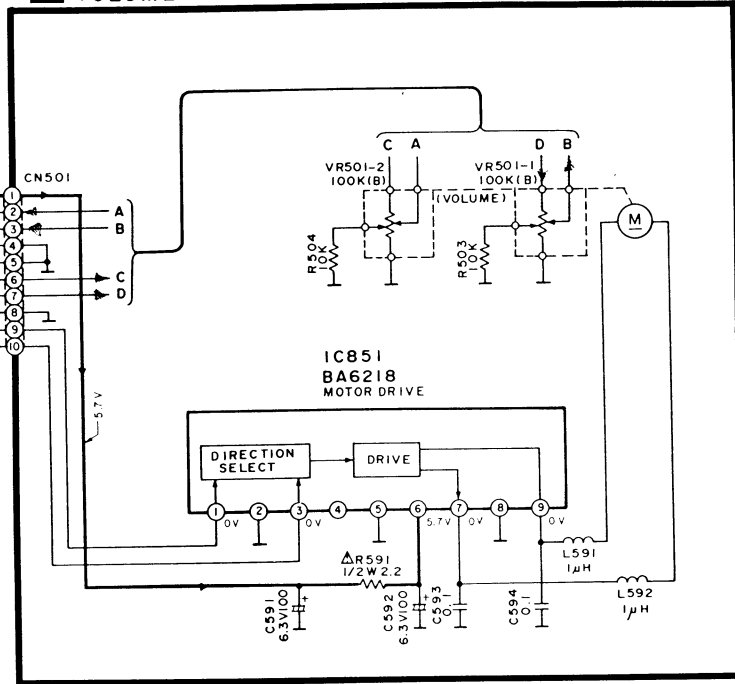 CN501
1
2
3
4
5
6
7
8
9
10
A
B
C
D
C A
D B
VR501-2
100K(B)
VR501-1
100K(B)
(VOLUME)
M
R504
10K
R503
10K
5.7V
IC851
BA6218
MOTOR DRIVE
DIRECTION
SELECT
DRIVE
1 2 3 4 5 6 7 8 9
0V 0V 5.7V 0V 0V
R591
1/2W 2.2
C591
6.3V100
+
C592
6.3V100
+
C593
0.1
C594
0.1
L591
1μH
L592
1μH